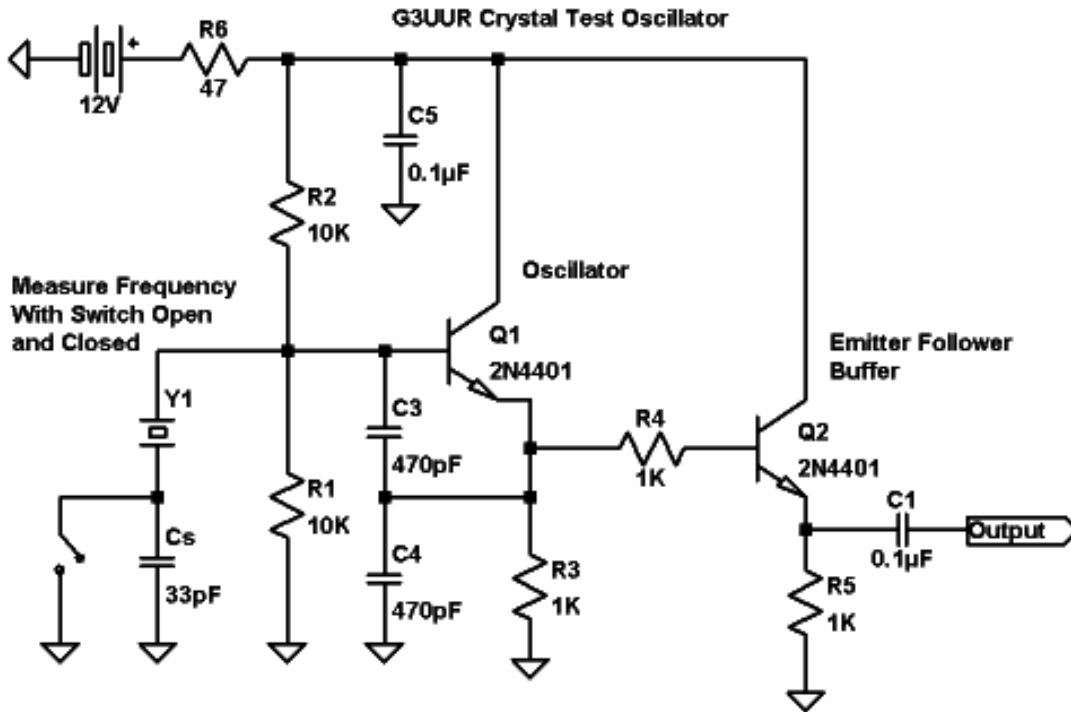 G3UUR Crystal Test Oscillator
R6
47
12V
C5
0.1µF
R2
10K
Measure Frequency
With Switch Open
and Closed
Oscillator
Q1
2N4401
Emitter Follower
Buffer
Y1
C3
470pF
R4
1K
Q2
2N4401
R1
10K
C1
0.1µF
Output
Cs
33pF
C4
470pF
R3
1K
R5
1K